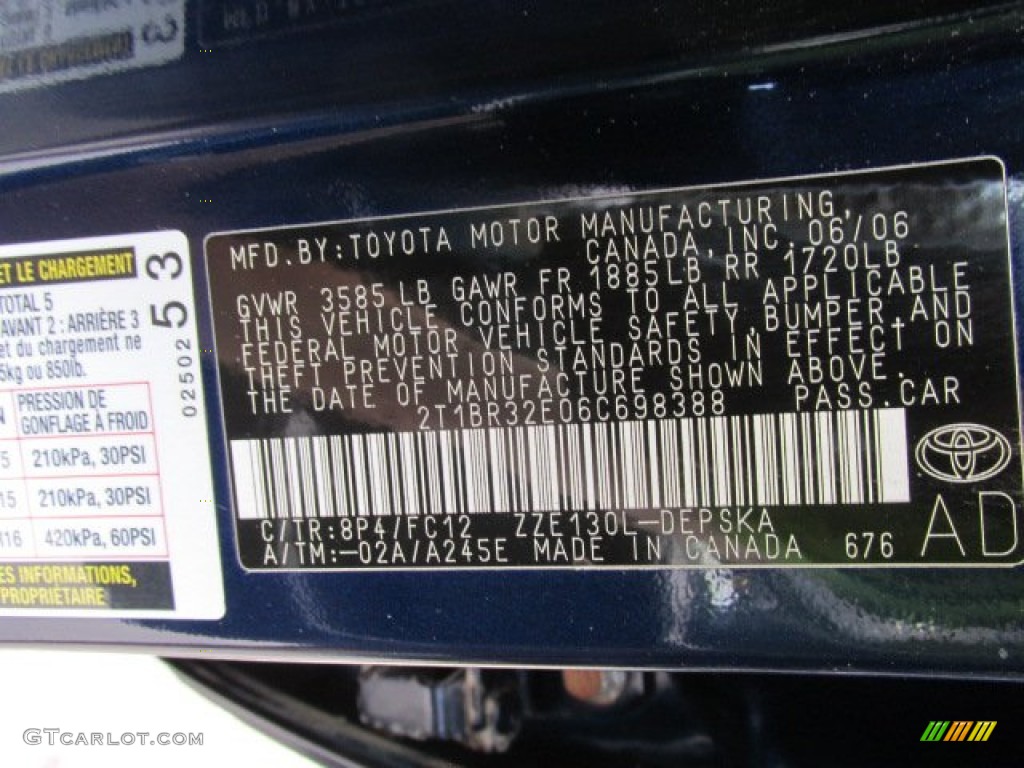 ET LE CHARGEMENT
TOTAL 5
AVANT 2 : ARRIÈRE 3
et du chargement ne
5kg ou 850lb.
PRESSION DE
GONFLAGE À FROID
5 210kPa, 30PSI
15 210kPa, 30PSI
16 420kPa, 60PSI
ES INFORMATIONS,
PROPRIÉTAIRE
02502 53
MFD.BY:TOYOTA MOTOR MANUFACTURING,
CANADA,INC.06/06
GVWR 3585LB GAWR FR 1885LB,RR 1720LB
THIS VEHICLE CONFORMS TO ALL APPLICABLE
FEDERAL MOTOR VEHICLE SAFETY,BUMPER,AND
THEFT PREVENTION STANDARDS IN EFFECT ON
THE DATE OF MANUFACTURE SHOWN ABOVE.
2T1BR32E06C698388 PASS.CAR
C/TR:8P4/FC12 ZZE130L-DEPSKA
A/TM:-02A/A245E MADE IN CANADA 676
AD
GTCARLOT.COM